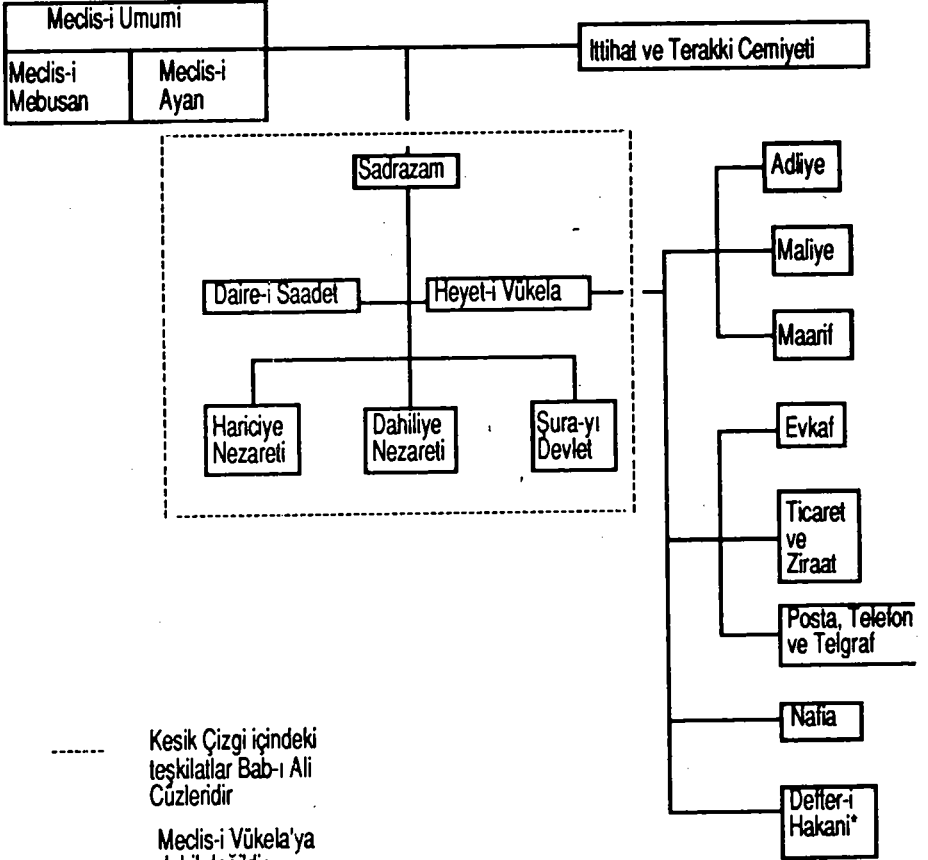 Meclis-i Umumi
Meclis-i
Mebusan
Meclis-i
Ayan
Ittihat ve Terakki Cemiyeti
Sadrazam
Daire-i Saadet
Heyet-i Vükela
Hariciye
Nezareti
Dahiliye
Nezareti
Şura-yı
Devlet
Adliye
Maliye
Maarif
Evkaf
Ticaret
ve
Ziraat
Posta, Telefon
ve Telgraf
Nafia
Defter-i
Hakani*
Kesik Çizgi içindeki
teşkilatlar Bab-ı Ali
Cüzleridir
Meclis-i Vükela'ya